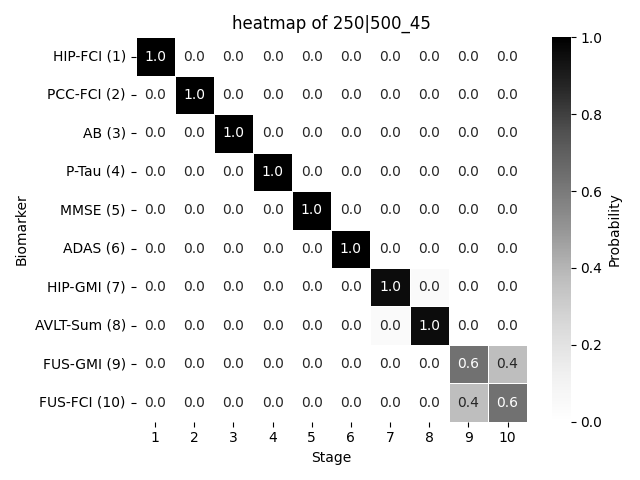 heatmap of 250|500_45
HIP-FCI (1) 1.0 0.0 0.0 0.0 0.0 0.0 0.0 0.0 0.0 0.0
PCC-FCI (2) 0.0 1.0 0.0 0.0 0.0 0.0 0.0 0.0 0.0 0.0
AB (3) 0.0 0.0 1.0 0.0 0.0 0.0 0.0 0.0 0.0 0.0
P-Tau (4) 0.0 0.0 0.0 1.0 0.0 0.0 0.0 0.0 0.0 0.0
MMSE (5) 0.0 0.0 0.0 0.0 1.0 0.0 0.0 0.0 0.0 0.0
ADAS (6) 0.0 0.0 0.0 0.0 0.0 1.0 0.0 0.0 0.0 0.0
HIP-GMI (7) 0.0 0.0 0.0 0.0 0.0 0.0 1.0 0.0 0.0 0.0
AVLT-Sum (8) 0.0 0.0 0.0 0.0 0.0 0.0 0.0 1.0 0.0 0.0
FUS-GMI (9) 0.0 0.0 0.0 0.0 0.0 0.0 0.0 0.0 0.6 0.4
FUS-FCI (10) 0.0 0.0 0.0 0.0 0.0 0.0 0.0 0.0 0.4 0.6
1 2 3 4 5 6 7 8 9 10
Stage
Biomarker
1.0
0.8
0.6
0.4
0.2
0.0
Probability